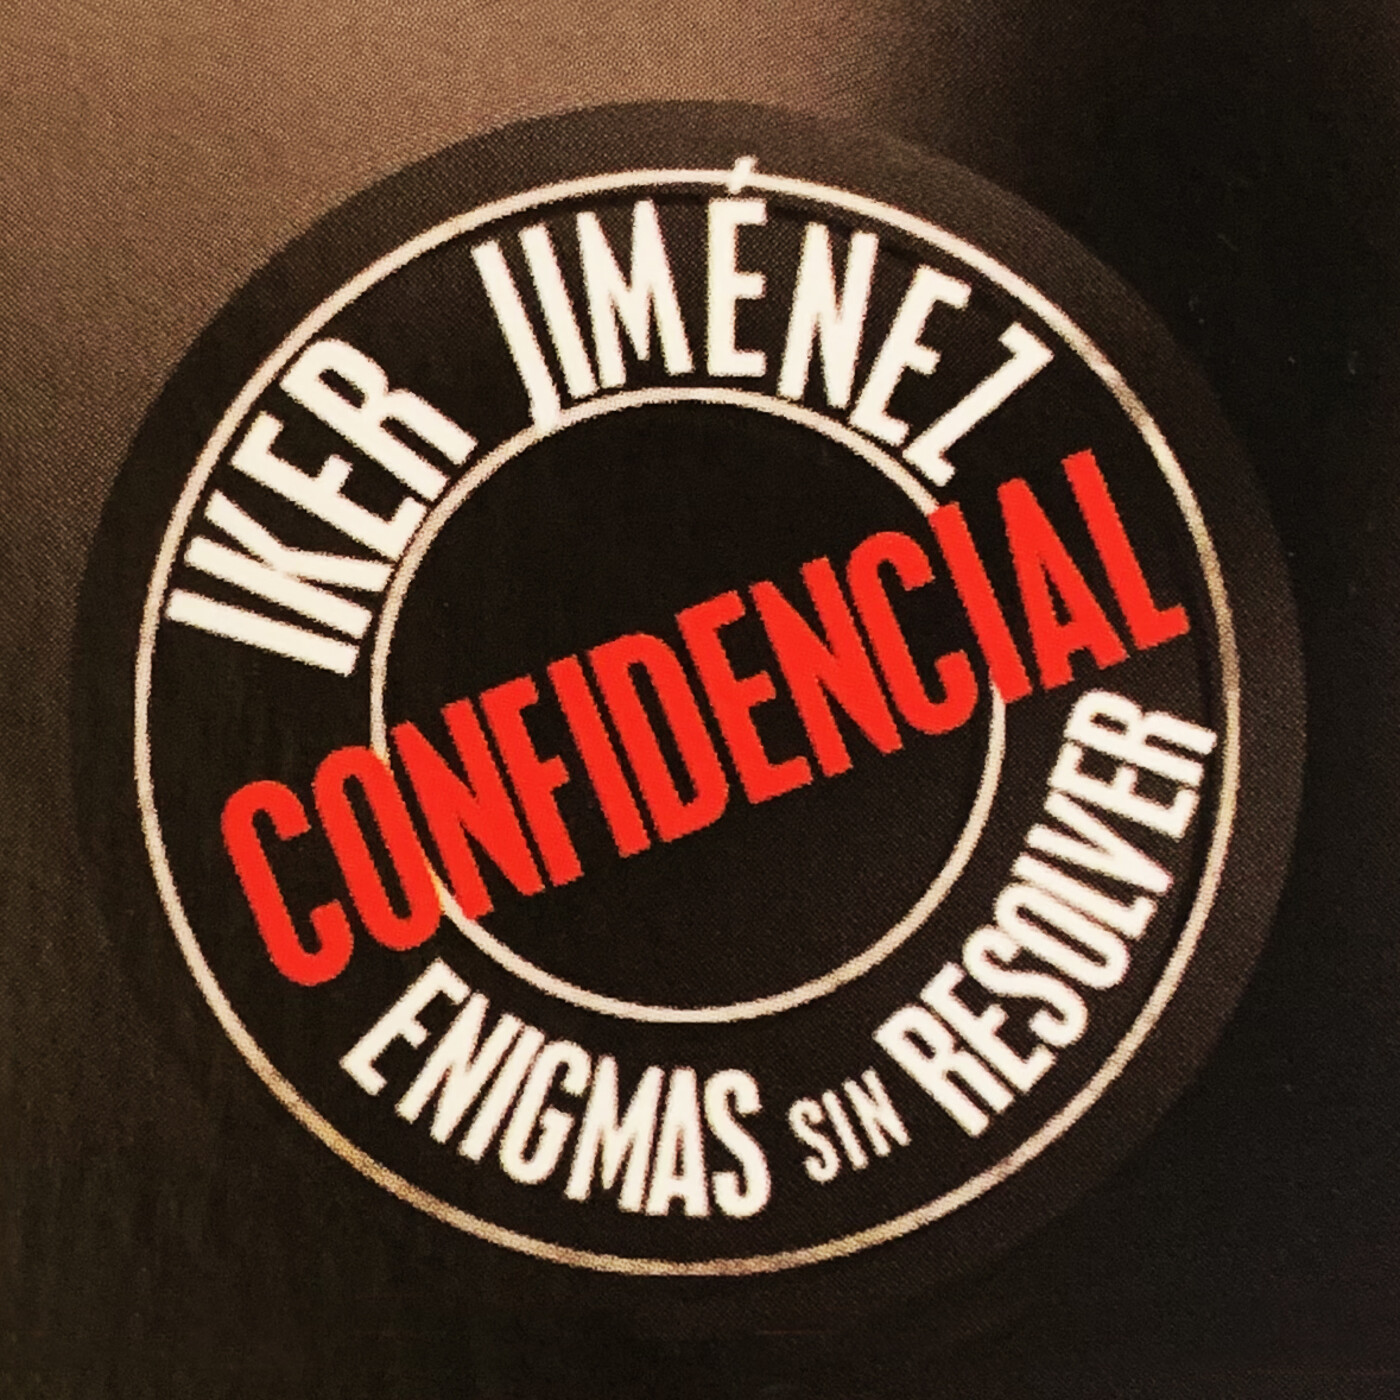 IKER JIMÉNEZ
CONFIDENCIAL
ENIGMAS SIN RESOLVER